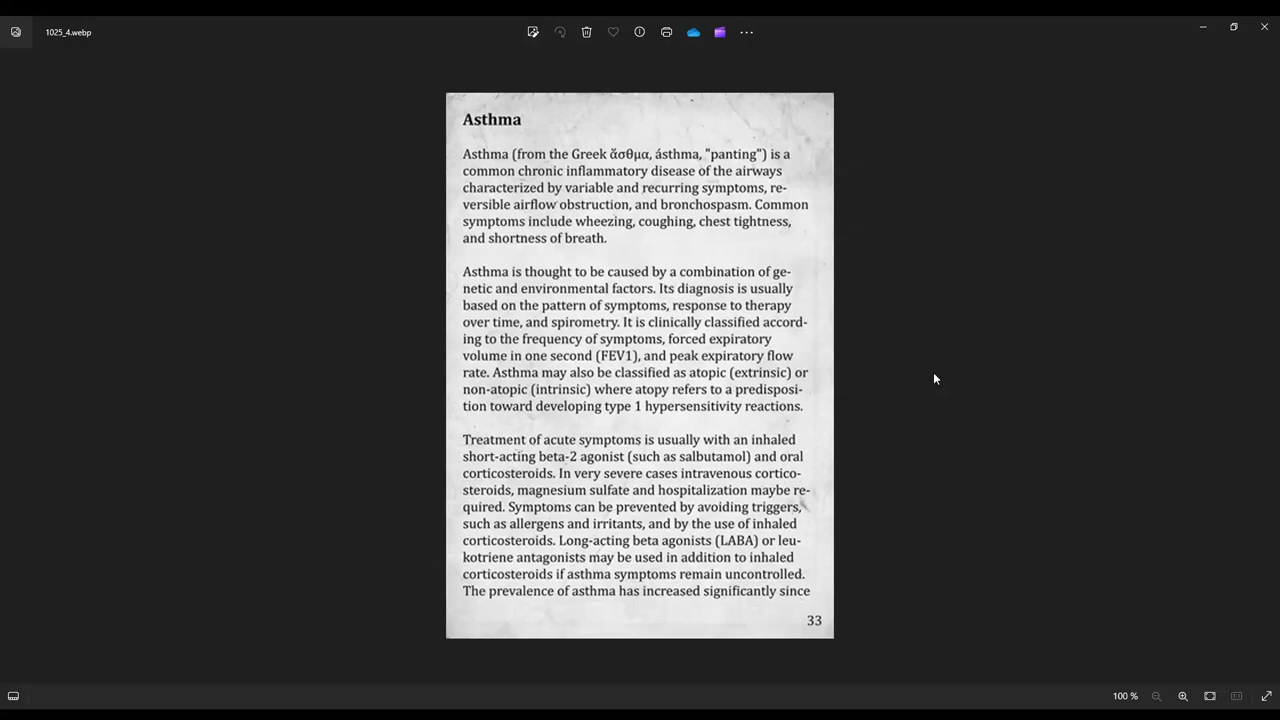 1025_4.webp
Asthma
Asthma (from the Greek ἄσθμα, ásthma, "panting") is a
common chronic inflammatory disease of the airways
characterized by variable and recurring symptoms, re-
versible airflow obstruction, and bronchospasm. Common
symptoms include wheezing, coughing, chest tightness,
and shortness of breath.
Asthma is thought to be caused by a combination of ge-
netic and environmental factors. Its diagnosis is usually
based on the pattern of symptoms, response to therapy
over time, and spirometry. It is clinically classified accord-
ing to the frequency of symptoms, forced expiratory
volume in one second (FEV1), and peak expiratory flow
rate. Asthma may also be classified as atopic (extrinsic) or
non-atopic (intrinsic) where atopy refers to a predisposi-
tion toward developing type 1 hypersensitivity reactions.
Treatment of acute symptoms is usually with an inhaled
short-acting beta-2 agonist (such as salbutamol) and oral
corticosteroids. In very severe cases intravenous cortico-
steroids, magnesium sulfate and hospitalization maybe re-
quired. Symptoms can be prevented by avoiding triggers,
such as allergens and irritants, and by the use of inhaled
corticosteroids. Long-acting beta agonists (LABA) or leu-
kotriene antagonists may be used in addition to inhaled
corticosteroids if asthma symptoms remain uncontrolled.
The prevalence of asthma has increased significantly since
33
100 %